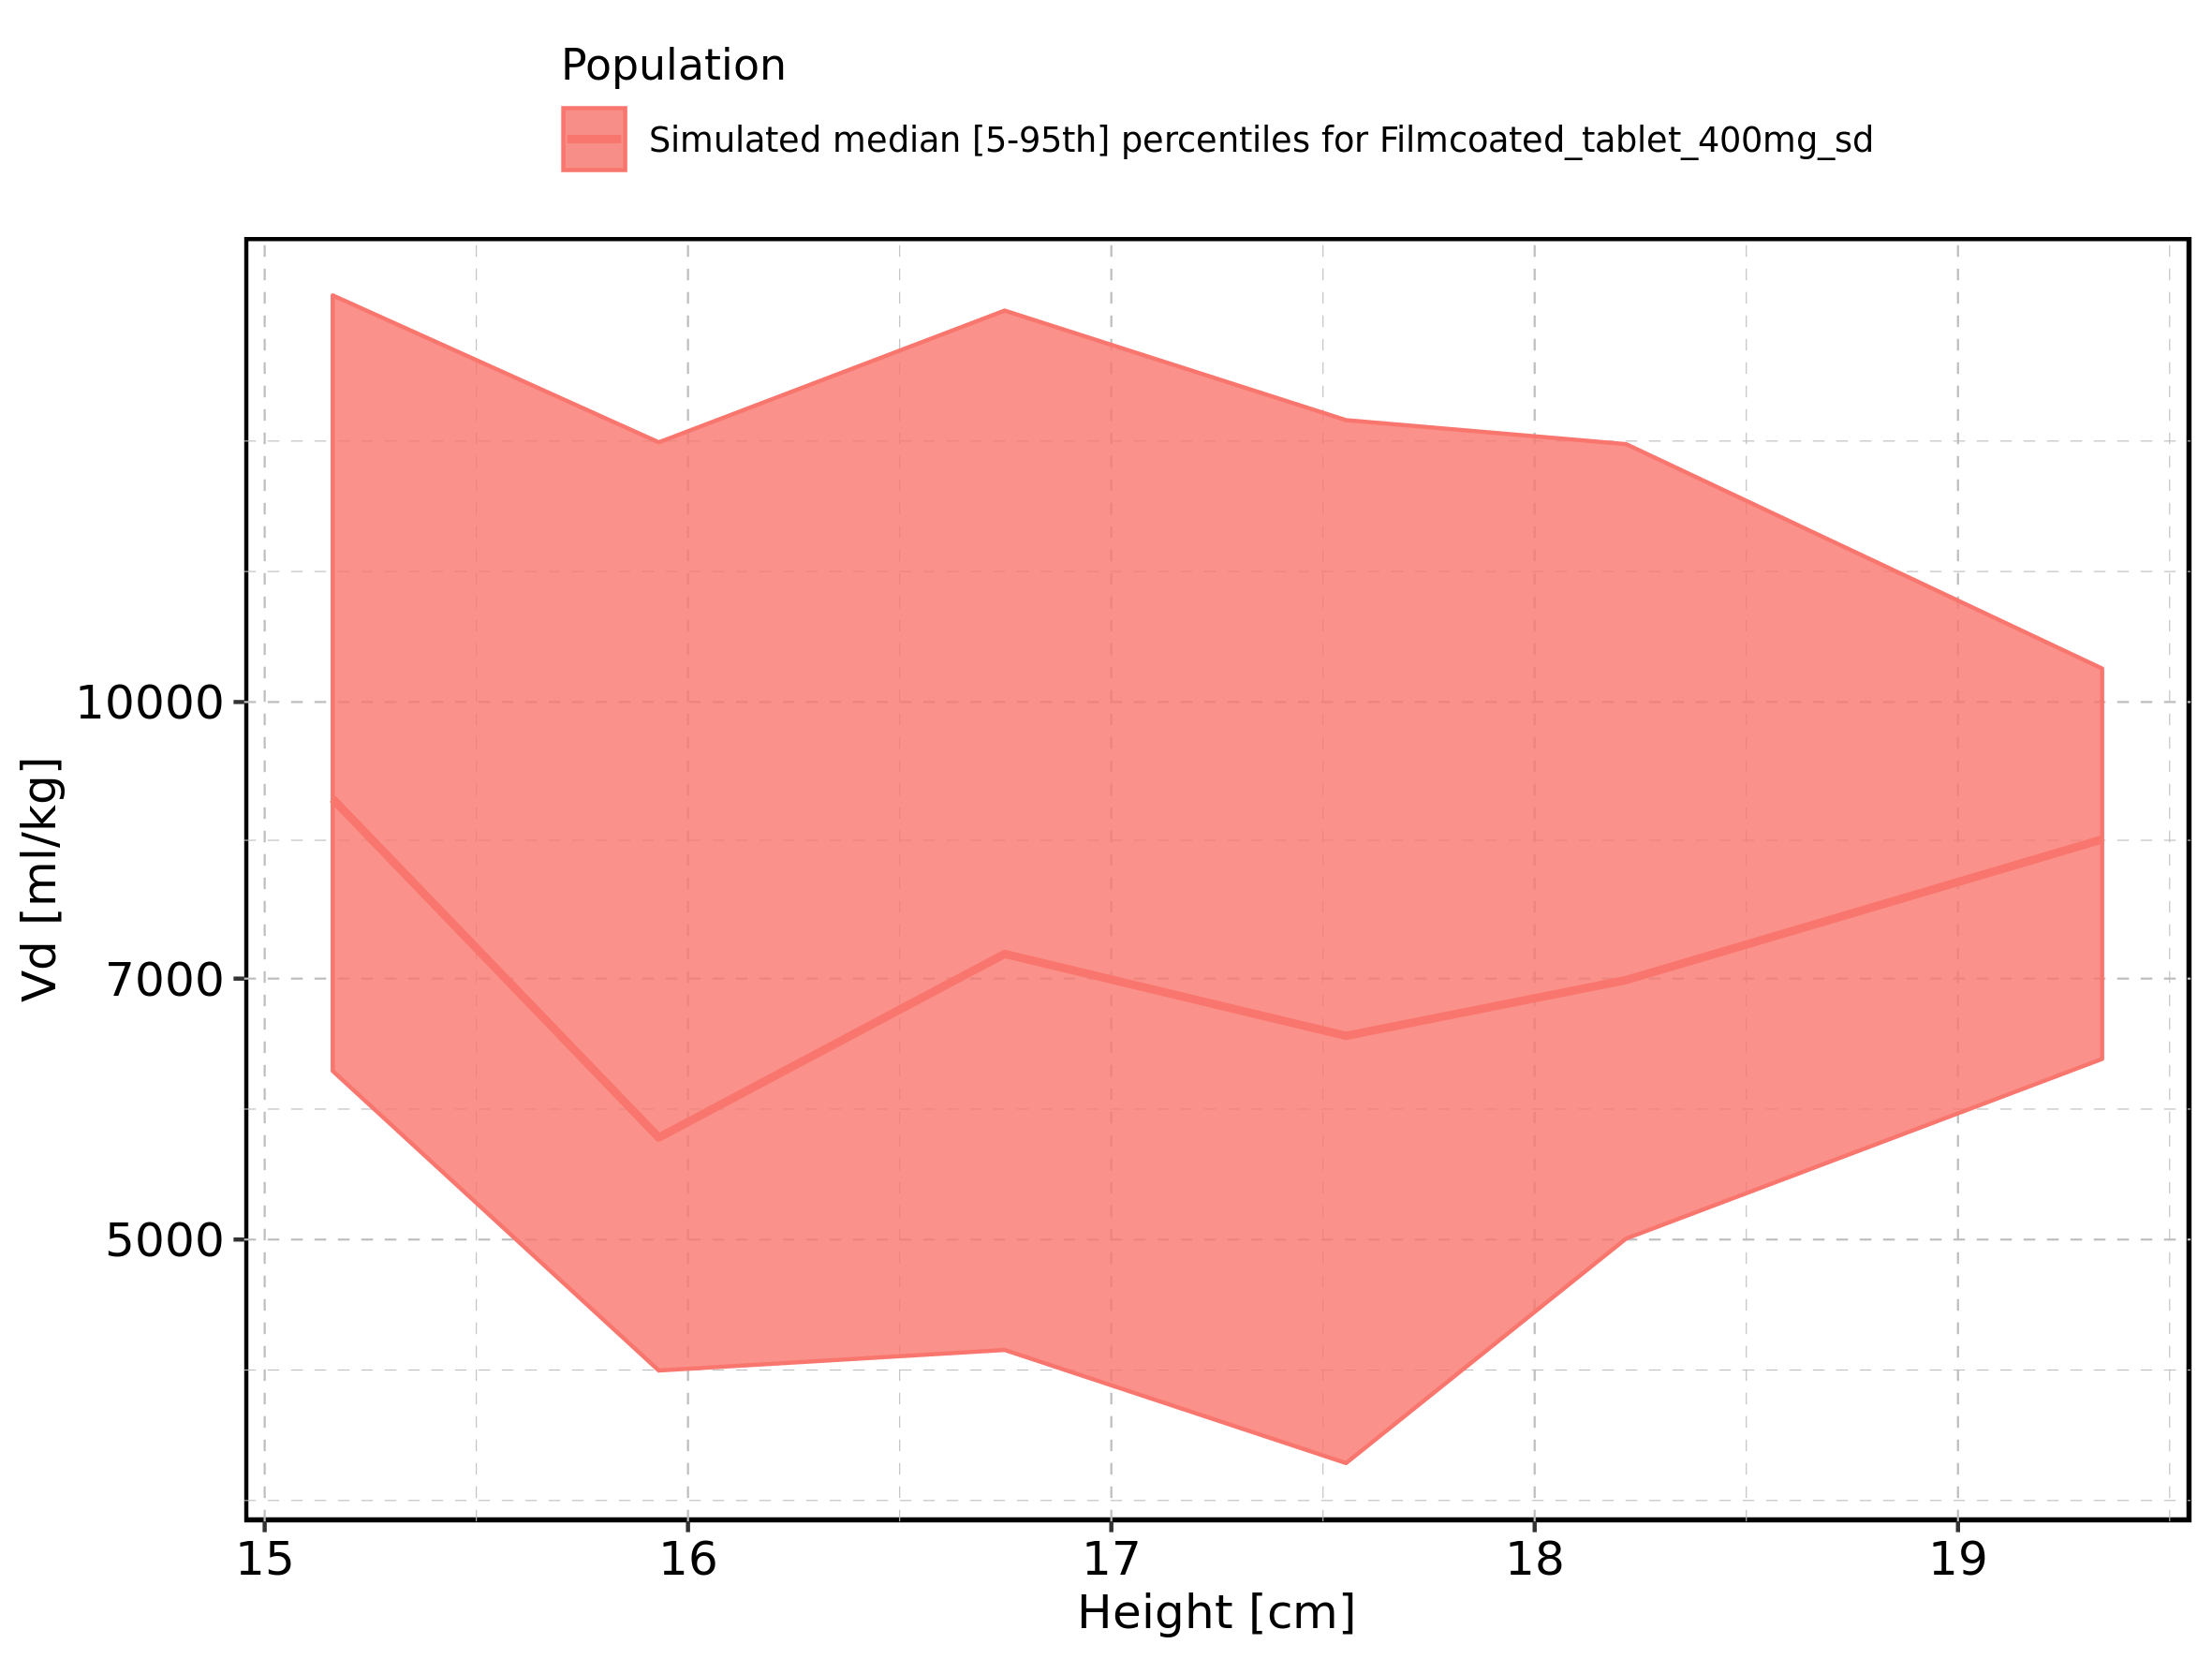 Population
Simulated median [5-95th] percentiles for Filmcoated_tablet_400mg_sd
Vd [ml/kg]
10000
7000
5000
15 16 17 18 19
Height [cm]